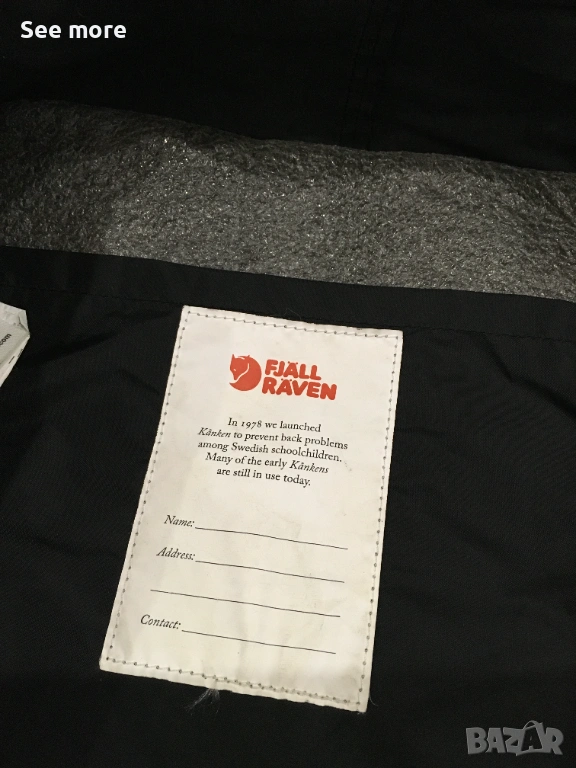 See more
FJÄLL
RÄVEN
In 1978 we launched
Kånken to prevent back problems
among Swedish schoolchildren.
Many of the early Kånkens
are still in use today.
Name:
Address:
Contact:
.com
BAZAR